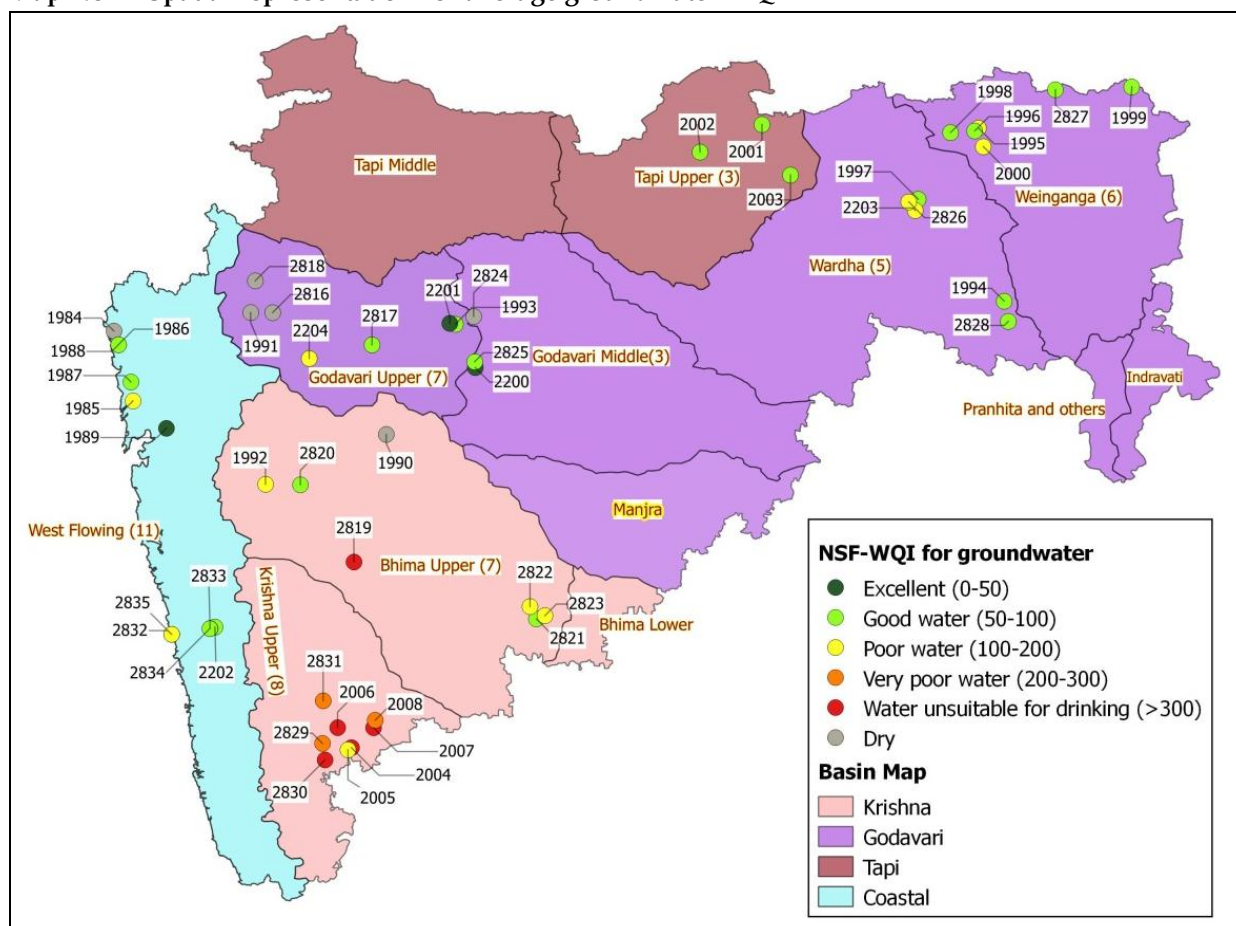 1998
1996
2827
1999
1995
2000
2002
2001
Tapi Middle
Tapi Upper (3)
2003
1997
2203
2826
Weinganga (6)
Wardha (5)
2818
2816
1991
2201
2824
1993
2817
2204
1984
1986
1988
1987
1985
1989
Godavari Upper (7)
2825
Godavari Middle(3)
2200
1994
2828
Indravati
Pranhita and others
1990
1992
2820
Manjra
West Flowing (11)
2819
Bhima Upper (7)
2822
2823
2821
Bhima Lower
2833
2835
2832
2834
2202
Krishna Upper (8)
2831
2006
2008
2829
2007
2004
2830
2005
NSF-WQI for groundwater
Excellent (0-50)
Good water (50-100)
Poor water (100-200)
Very poor water (200-300)
Water unsuitable for drinking (>300)
Dry
Basin Map
Krishna
Godavari
Tapi
Coastal